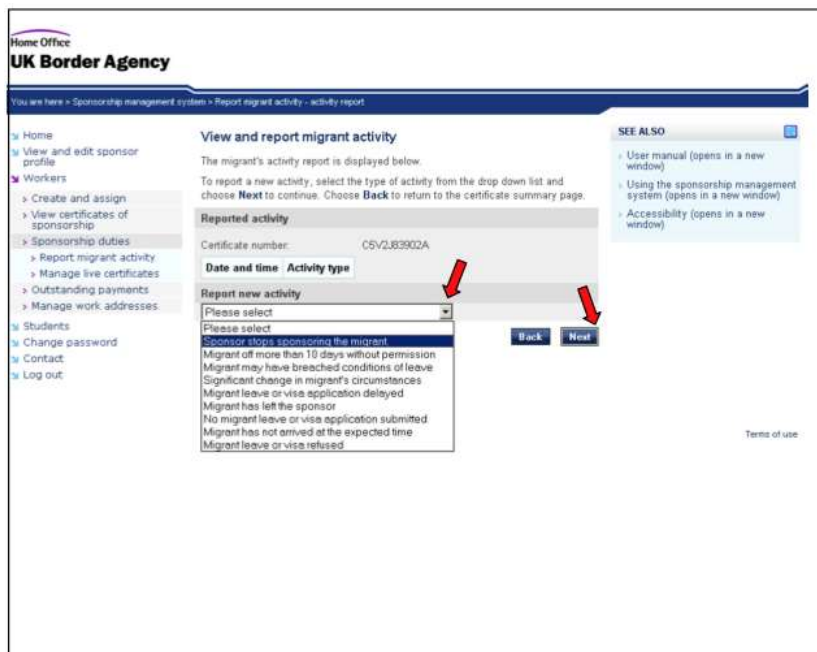 Home Office
UK Border Agency
You are here > Sponsorship management system > Report migrant activity - activity report
Home
View and edit sponsor
profile
Workers
> Create and assign
> View certificates of
sponsorship
> Sponsorship duties
> Report migrant activity
> Manage live certificates
> Outstanding payments
> Manage work addresses
Students
Change password
Contact
Log out
View and report migrant activity
The migrant's activity report is displayed below.
To report a new activity, select the type of activity from the drop down list and
choose Next to continue. Choose Back to return to the certificate summary page.
Reported activity
Certificate number: C5V2J83902A
Date and time Activity type
Report new activity
Please select
Please select
Sponsor stops sponsoring the migrant
Migrant off more than 10 days without permission
Migrant may have breached conditions of leave
Significant change in migrant's circumstances
Migrant leave or visa application delayed
Migrant has left the sponsor
No migrant leave or visa application submitted
Migrant has not arrived at the expected time
Migrant leave or visa refused
Back Next
SEE ALSO
> User manual (opens in a new
window)
> Using the sponsorship management
system (opens in a new window)
> Accessibility (opens in a new
window)
Terms of use